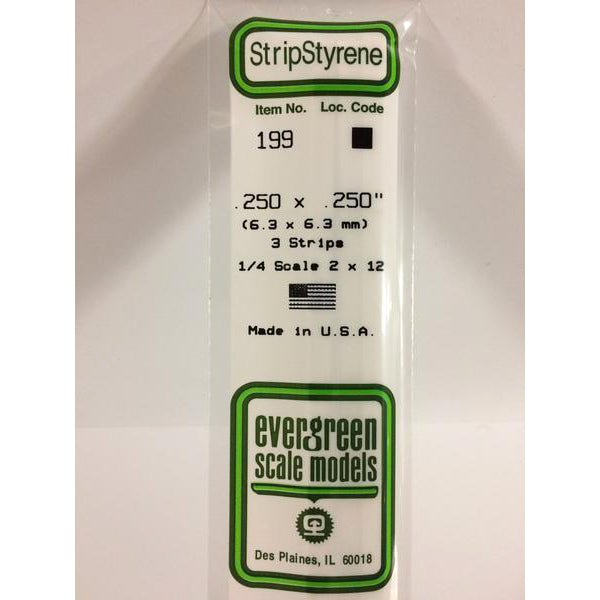 StripStyrene
Item No. Loc. Code
199
.250 x .250"
(6.3 x 6.3 mm)
3 Strips
1/4 Scale 2 x 12
Made in U.S.A.
evergreen
scale models
Des Plaines, IL 60018